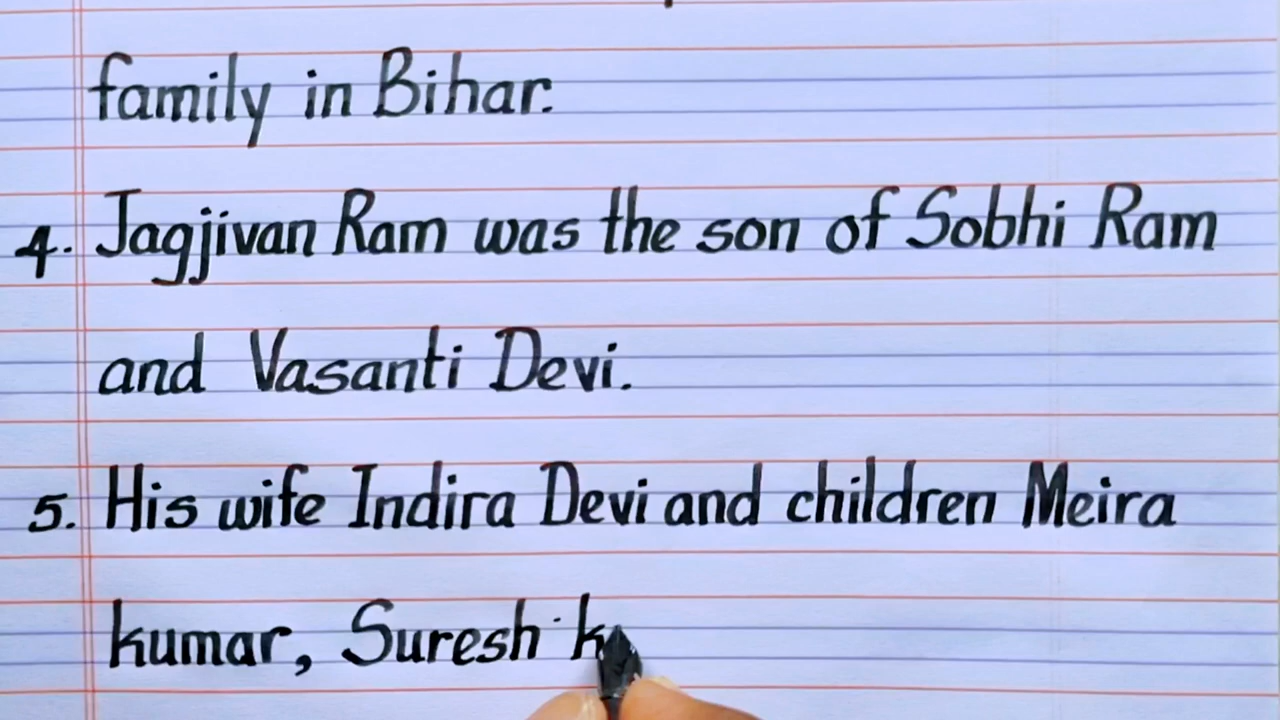 family in Bihar.
4. Jagjivan Ram was the son of Sobhi Ram
and Vasanti Devi.
5. His wife Indira Devi and children Meira
kumar, Suresh k